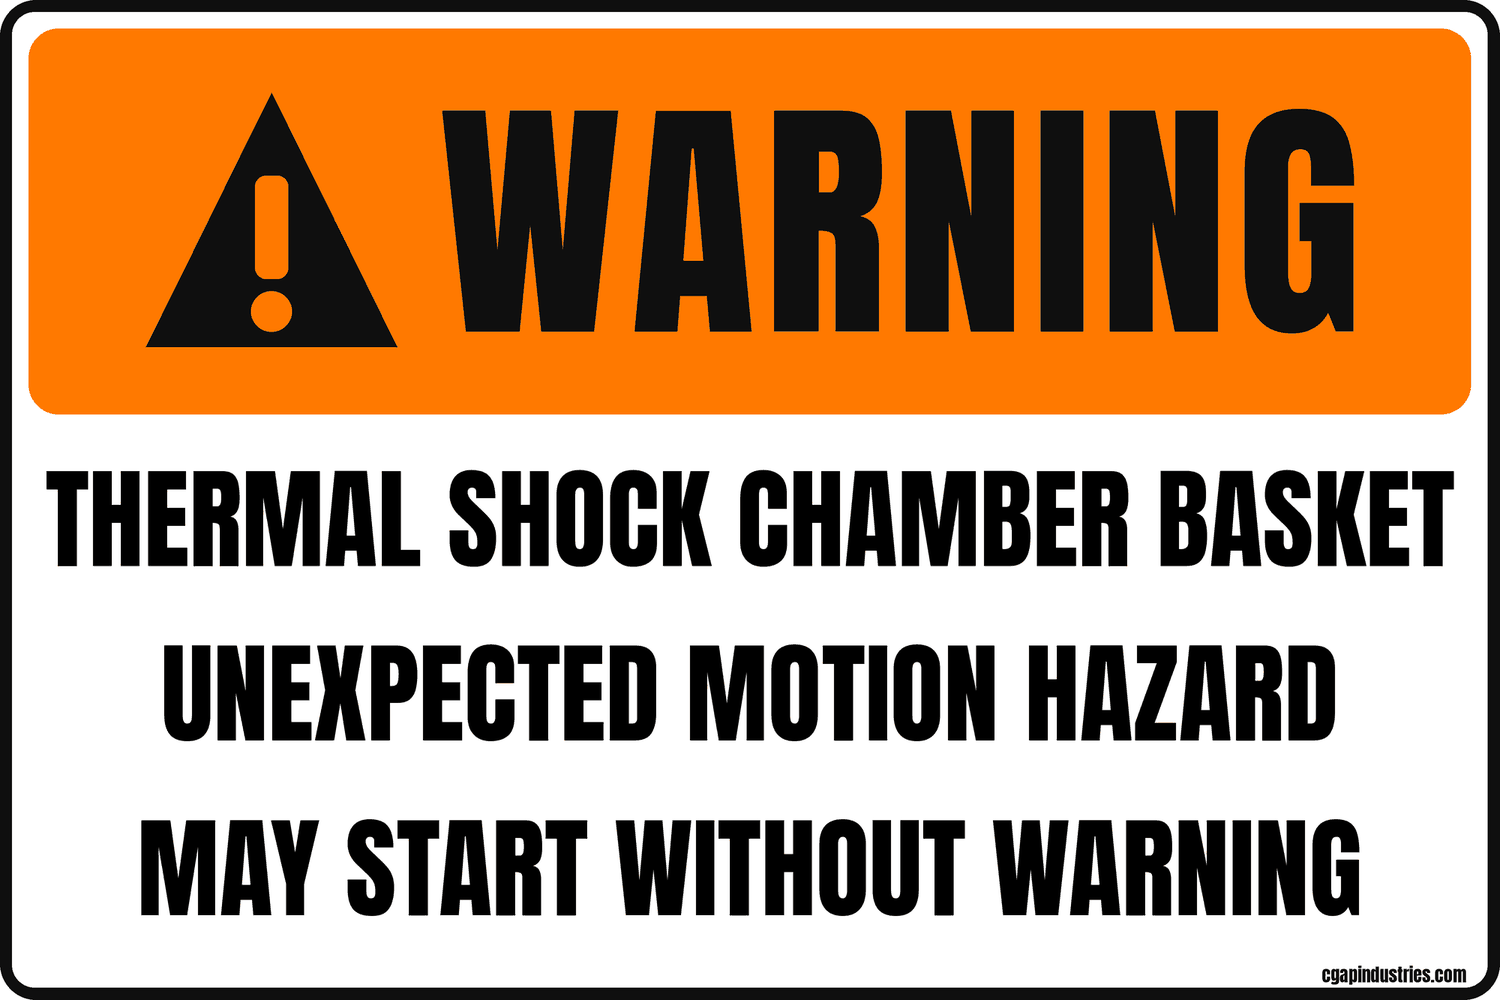 WARNING
THERMAL SHOCK CHAMBER BASKET
UNEXPECTED MOTION HAZARD
MAY START WITHOUT WARNING
cgapindustries.com